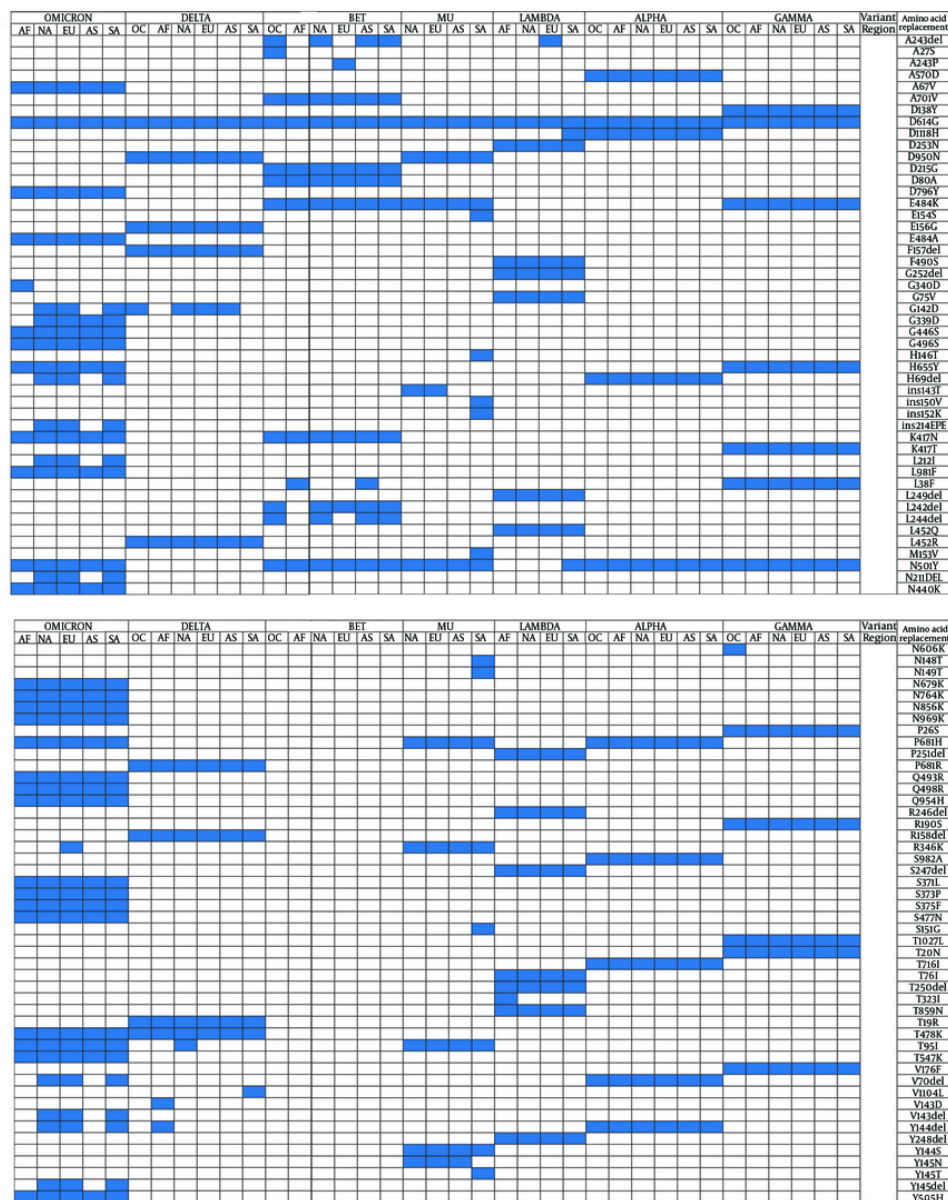 OMICRON DELTA BET MU LAMBDA ALPHA GAMMA Variant Amino acid
AF NA EU AS SA OC AF NA EU AS SA OC AF NA EU AS SA NA EU AS SA AF NA EU SA OC AF NA EU AS SA OC AF NA EU AS SA Region replacement
A243del
A27S
A243P
A570D
A67V
A701V
D138Y
D614G
D1118H
D253N
D950N
D215G
D80A
D796Y
E484K
E154S
E156G
E484A
F157del
F490S
G252del
G340D
G75V
G142D
G339D
G446S
G496S
H146T
H655Y
H69del
ins143T
ins150V
ins152K
ins214EPE
K417N
K417T
L212I
L981F
L38F
L249del
L242del
L244del
L452Q
L452R
M153V
N501Y
N211DEL
N440K
OMICRON DELTA BET MU LAMBDA ALPHA GAMMA Variant Amino acid
AF NA EU AS SA OC AF NA EU AS SA OC AF NA EU AS SA NA EU AS SA AF NA EU SA OC AF NA EU AS SA OC AF NA EU AS SA Region replacement
N606K
N148T
N149T
N679K
N764K
N856K
N969K
P26S
P681H
P251del
P681R
Q493R
Q498R
Q954H
R246del
R190S
R158del
R346K
S982A
S247del
S371L
S373P
S375F
S477N
S151G
T1027L
T20N
T716I
T76I
T250del
T323I
T859N
T19R
T478K
T95I
T547K
V176F
V70del
V1104L
V143D
V143del
Y144del
Y248del
Y144S
Y145N
Y145T
Y145del
Y505H